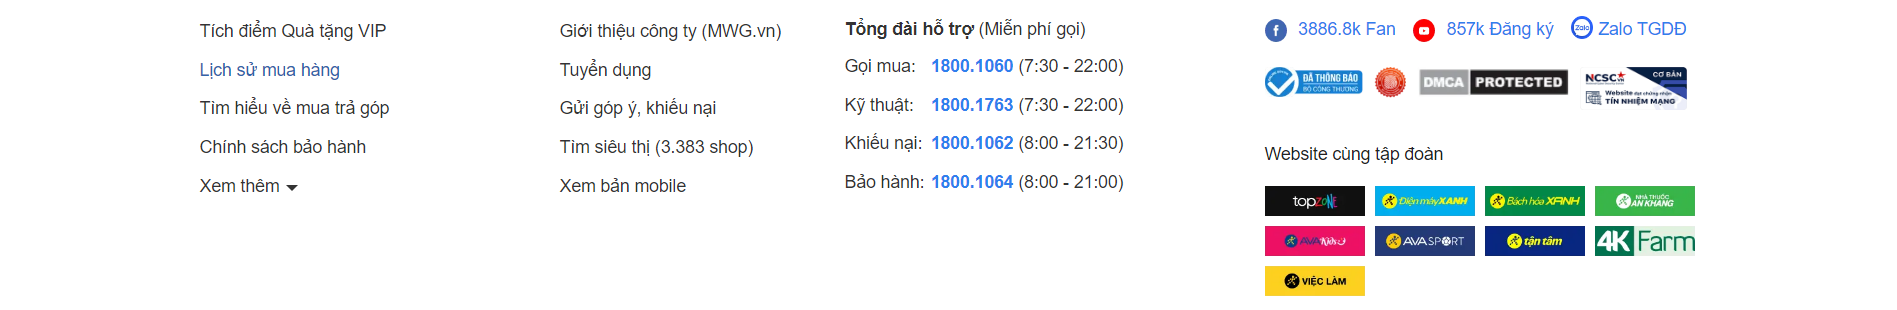 Tích điểm Quà tặng VIP
Lịch sử mua hàng
Tìm hiểu về mua trả góp
Chính sách bảo hành
Xem thêm
Giới thiệu công ty (MWG.vn)
Tuyển dụng
Gửi góp ý, khiếu nại
Tìm siêu thị (3.383 shop)
Xem bản mobile
Tổng đài hỗ trợ (Miễn phí gọi)
Gọi mua: 1800.1060 (7:30 - 22:00)
Kỹ thuật: 1800.1763 (7:30 - 22:00)
Khiếu nại: 1800.1062 (8:00 - 21:30)
Bảo hành: 1800.1064 (8:00 - 21:00)
3886.8k Fan 857k Đăng ký Zalo Zalo TGDĐ
ĐÃ THÔNG BÁO
BỘ CÔNG THƯƠNG
DMCA PROTECTED
NCSC.VN CƠ BẢN
Website đạt chứng nhận
TÍN NHIỆM MẠNG
Website cùng tập đoàn
topZONE Điện máy XANH Bách hóa XANH NHÀ THUỐC AN KHANG
AVAKids AVASPORT tận tâm 4KFarm
VIỆC LÀM